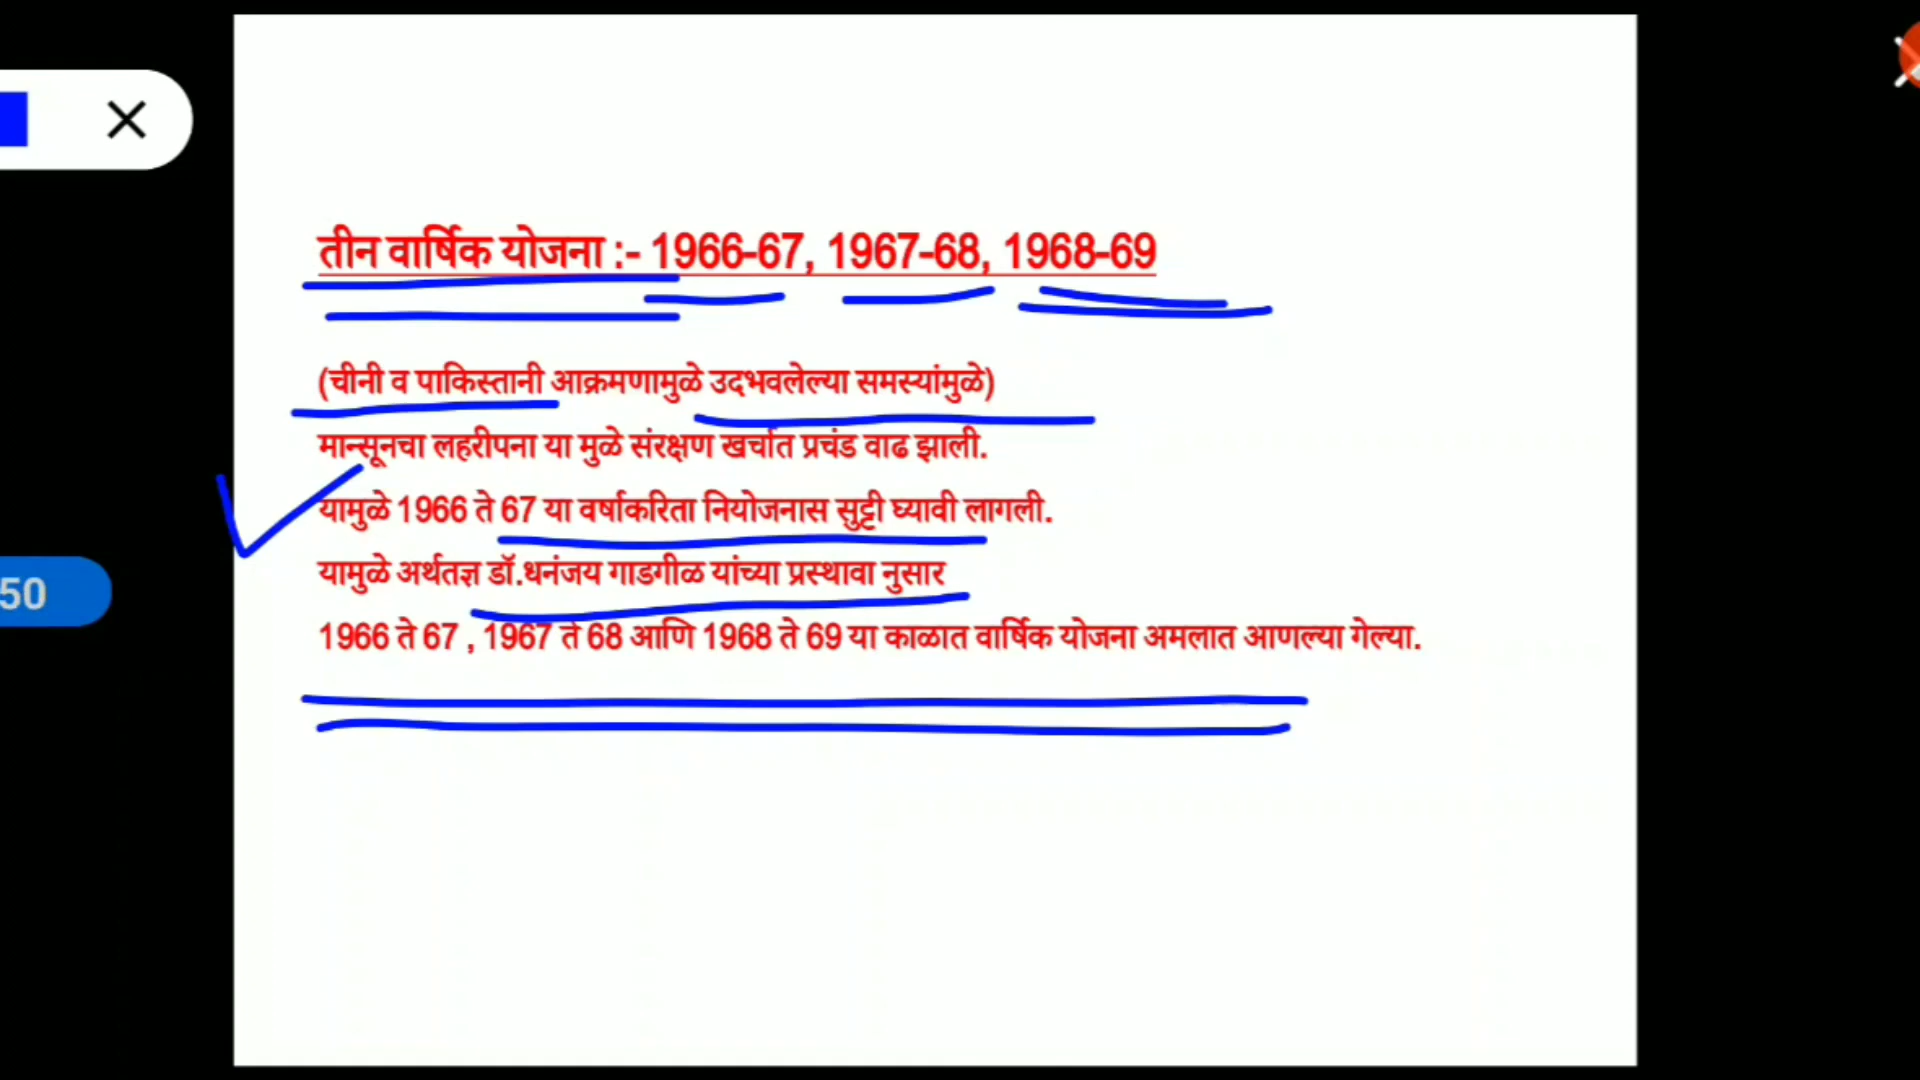 तीन वार्षिक योजना :- 1966-67, 1967-68, 1968-69
(चीनी व पाकिस्तानी आक्रमणामुळे उदभवलेल्या समस्यांमुळे)
मान्सूनचा लहरीपना या मुळे संरक्षण खर्चात प्रचंड वाढ झाली.
यामुळे 1966 ते 67 या वर्षाकरिता नियोजनास सुट्टी घ्यावी लागली.
50
यामुळे अर्थतज्ञ डॉ.धनंजय गाडगीळ यांच्या प्रस्थावा नुसार
1966 ते 67 , 1967 ते 68 आणि 1968 ते 69 या काळात वार्षिक योजना अमलात आणल्या गेल्या.